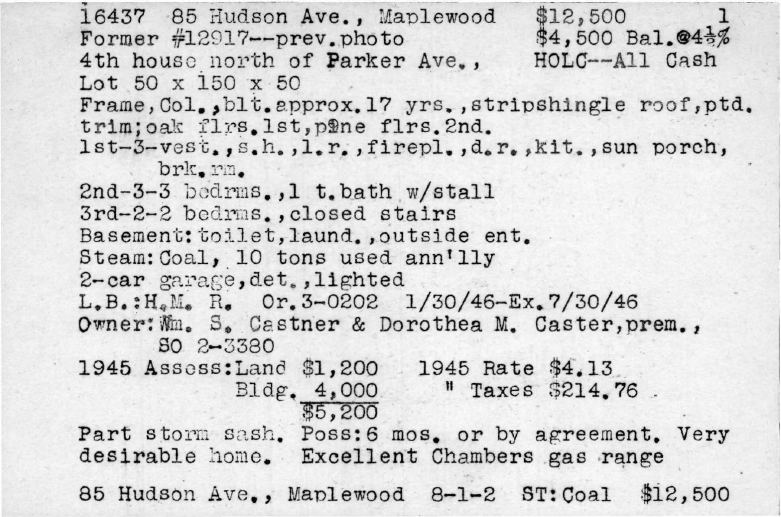 16437 85 Hudson Ave., Maplewood $12,500 1
Former #12917--prev.photo $4,500 Bal.@4½%
4th house north of Parker Ave., HOLC--All Cash
Lot 50 x 150 x 50
Frame,Col.,blt.approx.17 yrs.,stripshingle roof,ptd.
trim;oak flrs.1st,pine flrs.2nd.
1st-3-vest.,s.h.,l.r.,firepl.,d.r.,kit.,sun porch,
brk.rm.
2nd-3-3 bedrms.,1 t.bath w/stall
3rd-2-2 bedrms.,closed stairs
Basement:toilet,laund.,outside ent.
Steam:Coal, 10 tons used ann'lly
2-car garage,det.,lighted
L.B.:H.M. R. Or.3-0202 1/30/46-Ex.7/30/46
Owner:Wm. S. Castner & Dorothea M. Caster,prem.,
SO 2-3380
1945 Assess:Land $1,200 1945 Rate $4.13
Bldg. 4,000 " Taxes $214.76
$5,200
Part storm sash. Poss:6 mos. or by agreement. Very
desirable home. Excellent Chambers gas range
85 Hudson Ave., Maplewood 8-1-2 ST:Coal $12,500